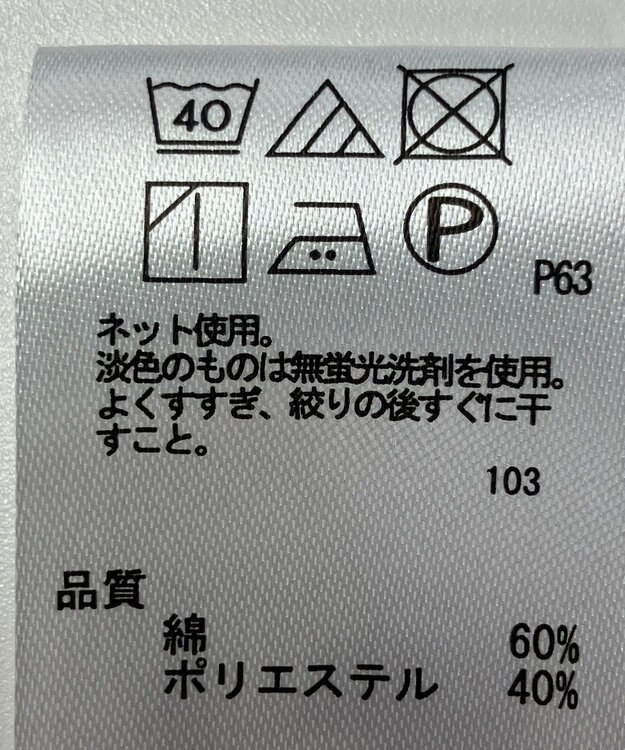 40
P
P63
ネット使用。
淡色のものは無蛍光洗剤を使用。
よくすすぎ、絞りの後すぐに干
すこと。
103
品質
綿 60%
ポリエステル 40%